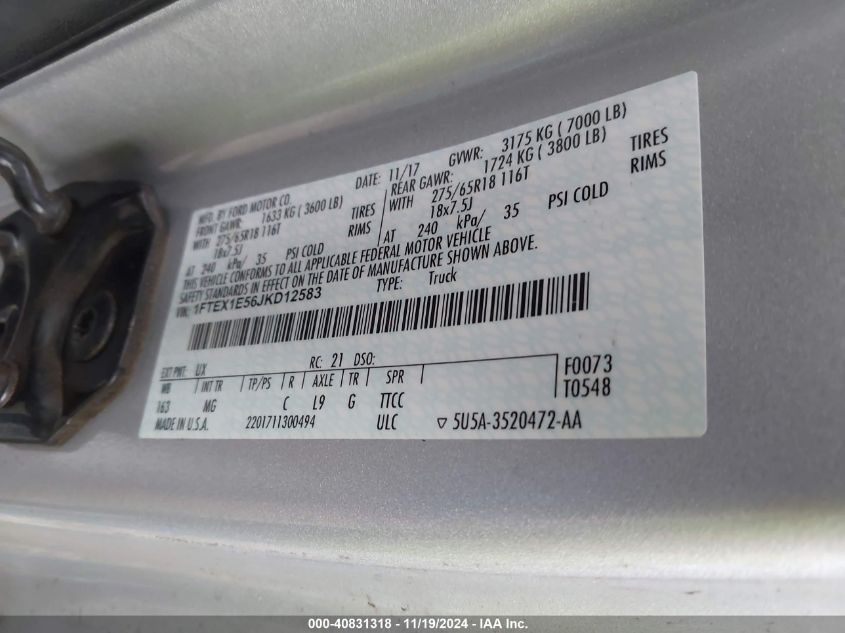 MFD. BY FORD MOTOR CO.
DATE: 11/17 GVWR: 3175 KG ( 7000 LB)
FRONT GAWR: 1633 KG ( 3600 LB) REAR GAWR: 1724 KG ( 3800 LB)
WITH 275/65R18 116T TIRES WITH 275/65R18 116T TIRES
18x7.5J RIMS 18x7.5J RIMS
AT 240 kPa/ 35 PSI COLD AT 240 kPa/ 35 PSI COLD
THIS VEHICLE CONFORMS TO ALL APPLICABLE FEDERAL MOTOR VEHICLE
SAFETY STANDARDS IN EFFECT ON THE DATE OF MANUFACTURE SHOWN ABOVE.
VIN: 1FTEX1E56JKD12583 TYPE: Truck
F0073
T0548
EXT PNT: UX RC: 21 DSO:
WB INT TR TP/PS R AXLE TR SPR
163 MG C L9 G TTCC
MADE IN U.S.A. 2201711300494 ULC ▽ 5U5A-3520472-AA
000-40831318 - 11/19/2024 - IAA Inc.